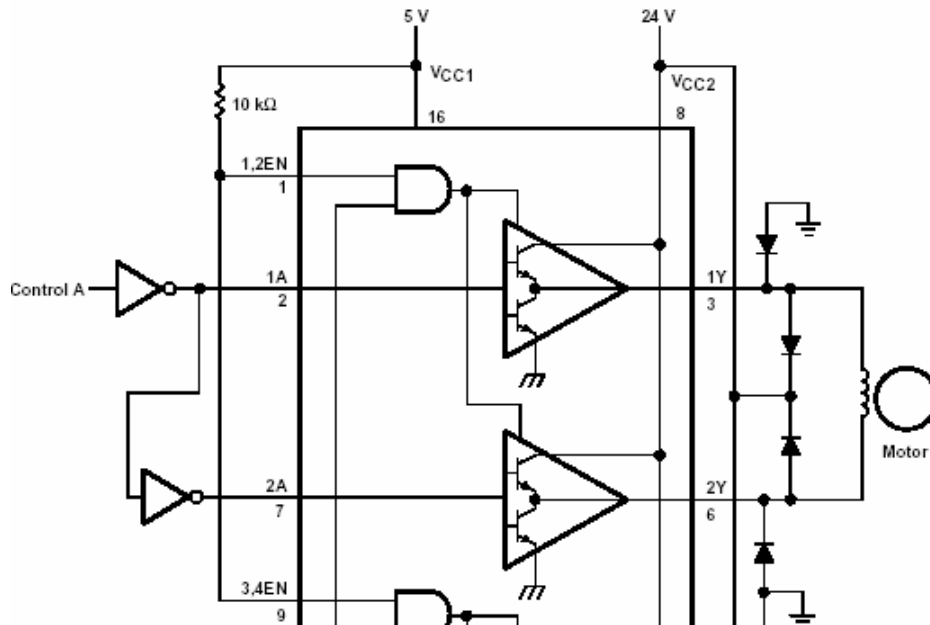 5 V
24 V
VCC1
VCC2
10 kΩ
16
8
1,2EN
1
Control A
1A
2
1Y
3
Motor
2A
7
2Y
6
3,4EN
9